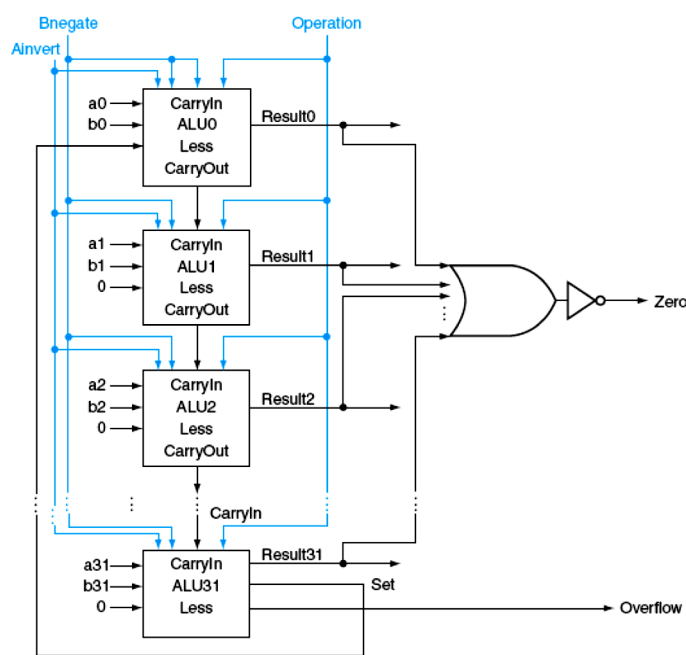 Bnegate
Operation
Ainvert
a0
CarryIn
Result0
b0
ALU0
Less
CarryOut
a1
CarryIn
b1
ALU1
Result1
0
Less
CarryOut
Zero
a2
CarryIn
b2
ALU2
Result2
0
Less
CarryOut
CarryIn
a31
CarryIn
Result31
b31
ALU31
Set
0
Less
Overflow